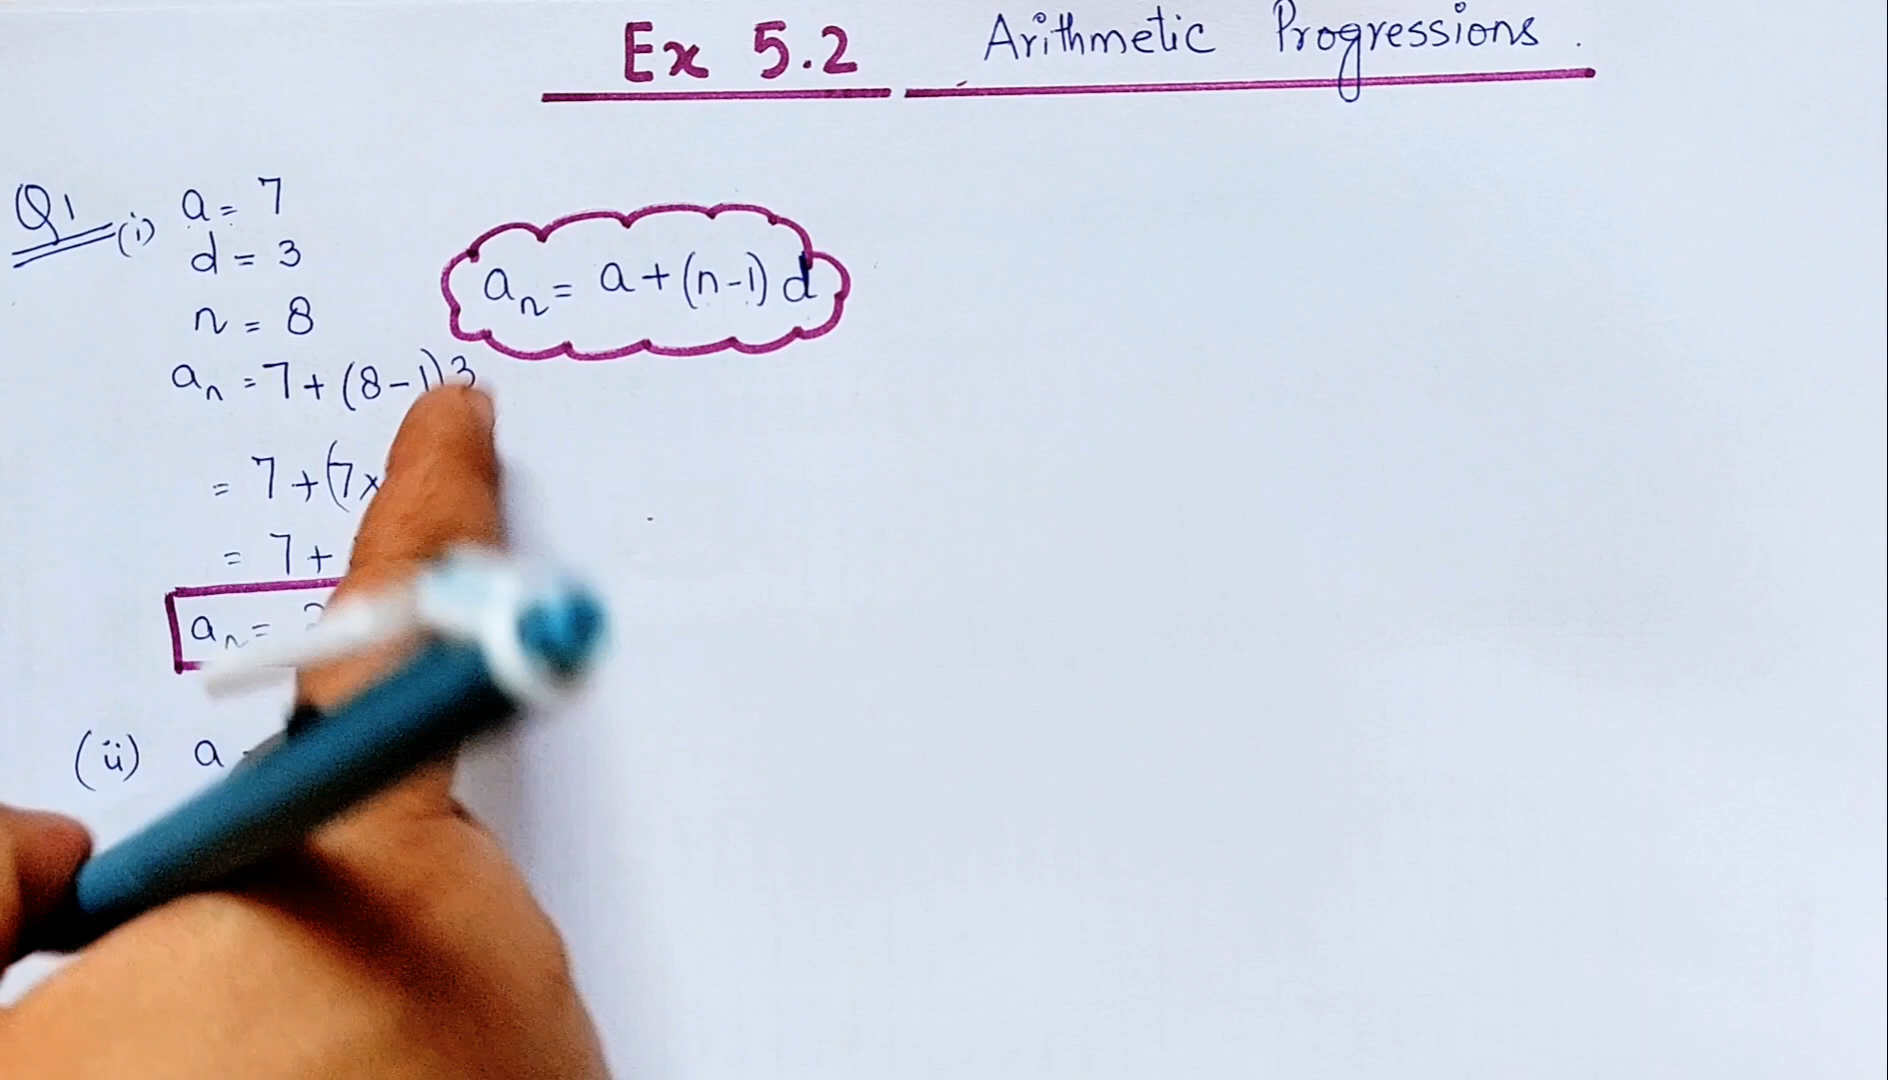 Ex 5.2 Arithmetic Progressions.
Q1 (i) a = 7
d = 3
n = 8
aₙ = a + (n-1) d
aₙ = 7 + (8-1) 3
= 7 + (7x
= 7 +
aₙ =
(ii) a